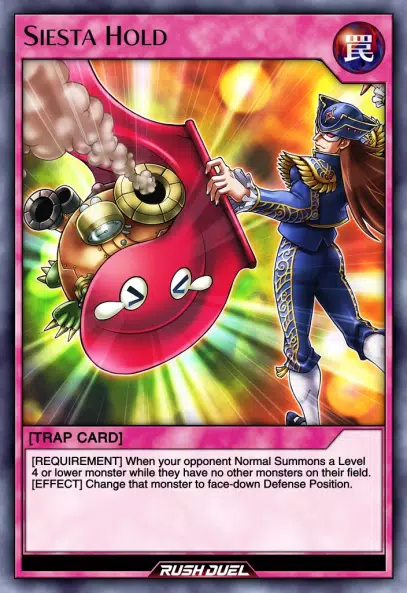 Siesta Hold
罠
[TRAP CARD]
[REQUIREMENT] When your opponent Normal Summons a Level
4 or lower monster while they have no other monsters on their field.
[EFFECT] Change that monster to face-down Defense Position.
RUSH DUEL